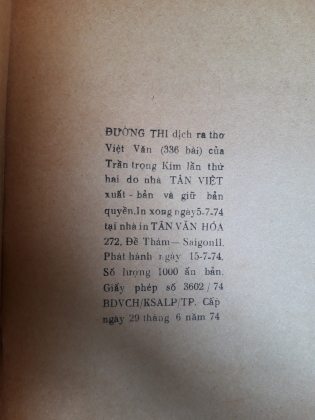 ĐƯỜNG THI dịch ra thơ
Việt Văn (336 bài) của
Trần trọng Kim lần thứ
hai do nhà TÂN VIỆT
xuất-bản và giữ bản
quyền.In xong ngày5.7-74
tại nhà in TÂN VĂN HÓA
272, Đề Thám—Saigon11.
Phát hành ngày 15-7-74.
Số lượng 1000 ấn bản.
Giấy phép số 3602/74
BDVCH/KSALP/TP. Cấp
ngày 29 tháng 6 năm 74